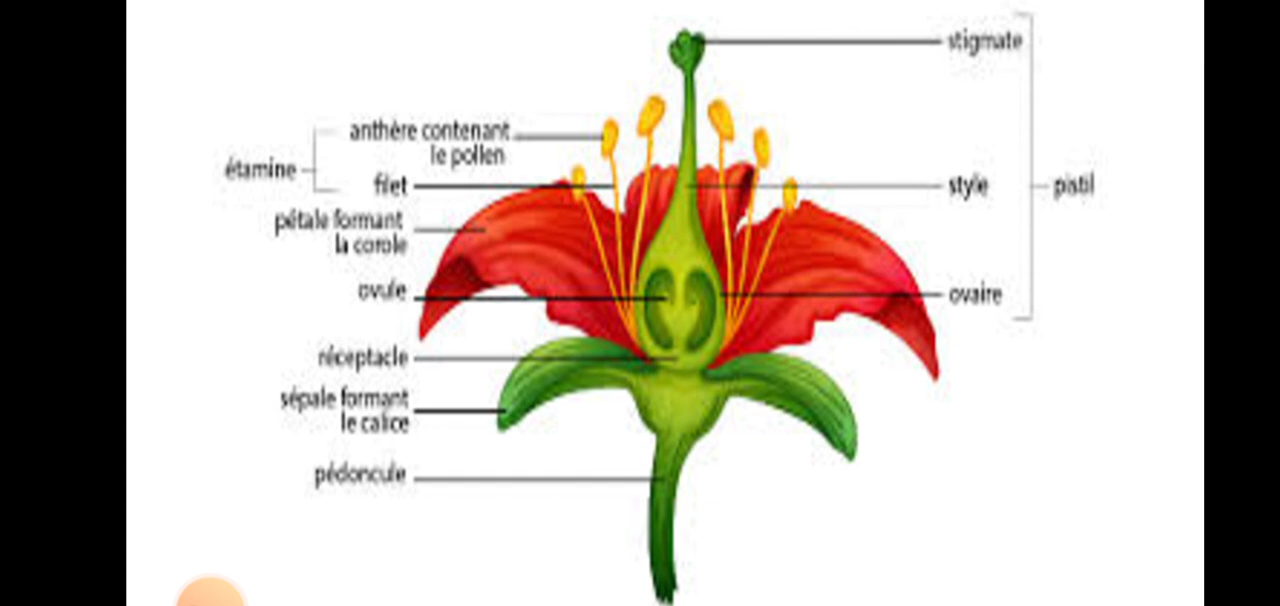 stigmate
anthère contenant
le pollen
étamine
filet
style
pistil
pétale formant
la corole
ovule
ovaire
réceptacle
sépale formant
le calice
pédoncule